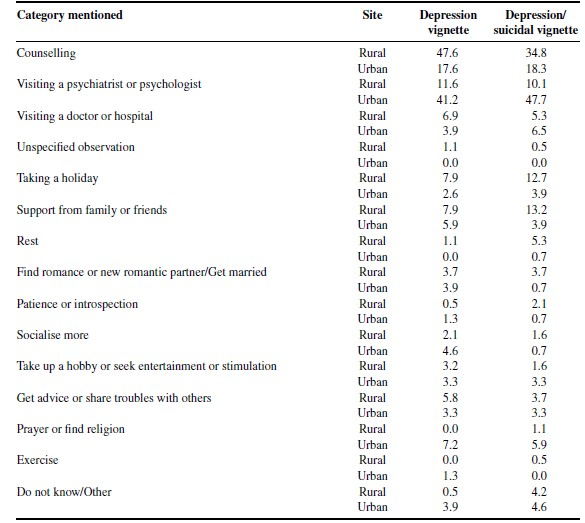 Category mentioned Site Depression Depression/
vignette suicidal vignette
Counselling Rural 47.6 34.8
Urban 17.6 18.3
Visiting a psychiatrist or psychologist Rural 11.6 10.1
Urban 41.2 47.7
Visiting a doctor or hospital Rural 6.9 5.3
Urban 3.9 6.5
Unspecified observation Rural 1.1 0.5
Urban 0.0 0.0
Taking a holiday Rural 7.9 12.7
Urban 2.6 3.9
Support from family or friends Rural 7.9 13.2
Urban 5.9 3.9
Rest Rural 1.1 5.3
Urban 0.0 0.7
Find romance or new romantic partner/Get married Rural 3.7 3.7
Urban 3.9 0.7
Patience or introspection Rural 0.5 2.1
Urban 1.3 0.7
Socialise more Rural 2.1 1.6
Urban 4.6 0.7
Take up a hobby or seek entertainment or stimulation Rural 3.2 1.6
Urban 3.3 3.3
Get advice or share troubles with others Rural 5.8 3.7
Urban 3.3 3.3
Prayer or find religion Rural 0.0 1.1
Urban 7.2 5.9
Exercise Rural 0.0 0.5
Urban 1.3 0.0
Do not know/Other Rural 0.5 4.2
Urban 3.9 4.6